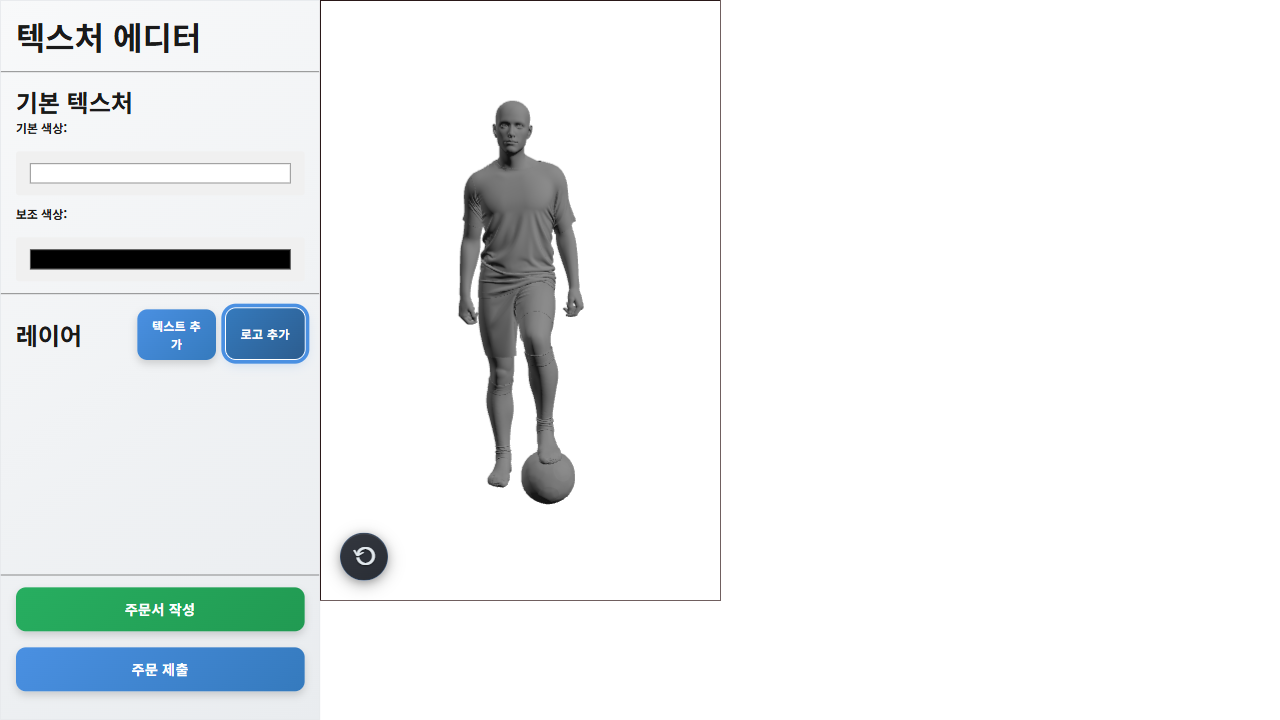 텍스처 에디터
기본 텍스처
기본 색상:
보조 색상:
레이어
텍스트 추
가
로고 추가
주문서 작성
주문 제출